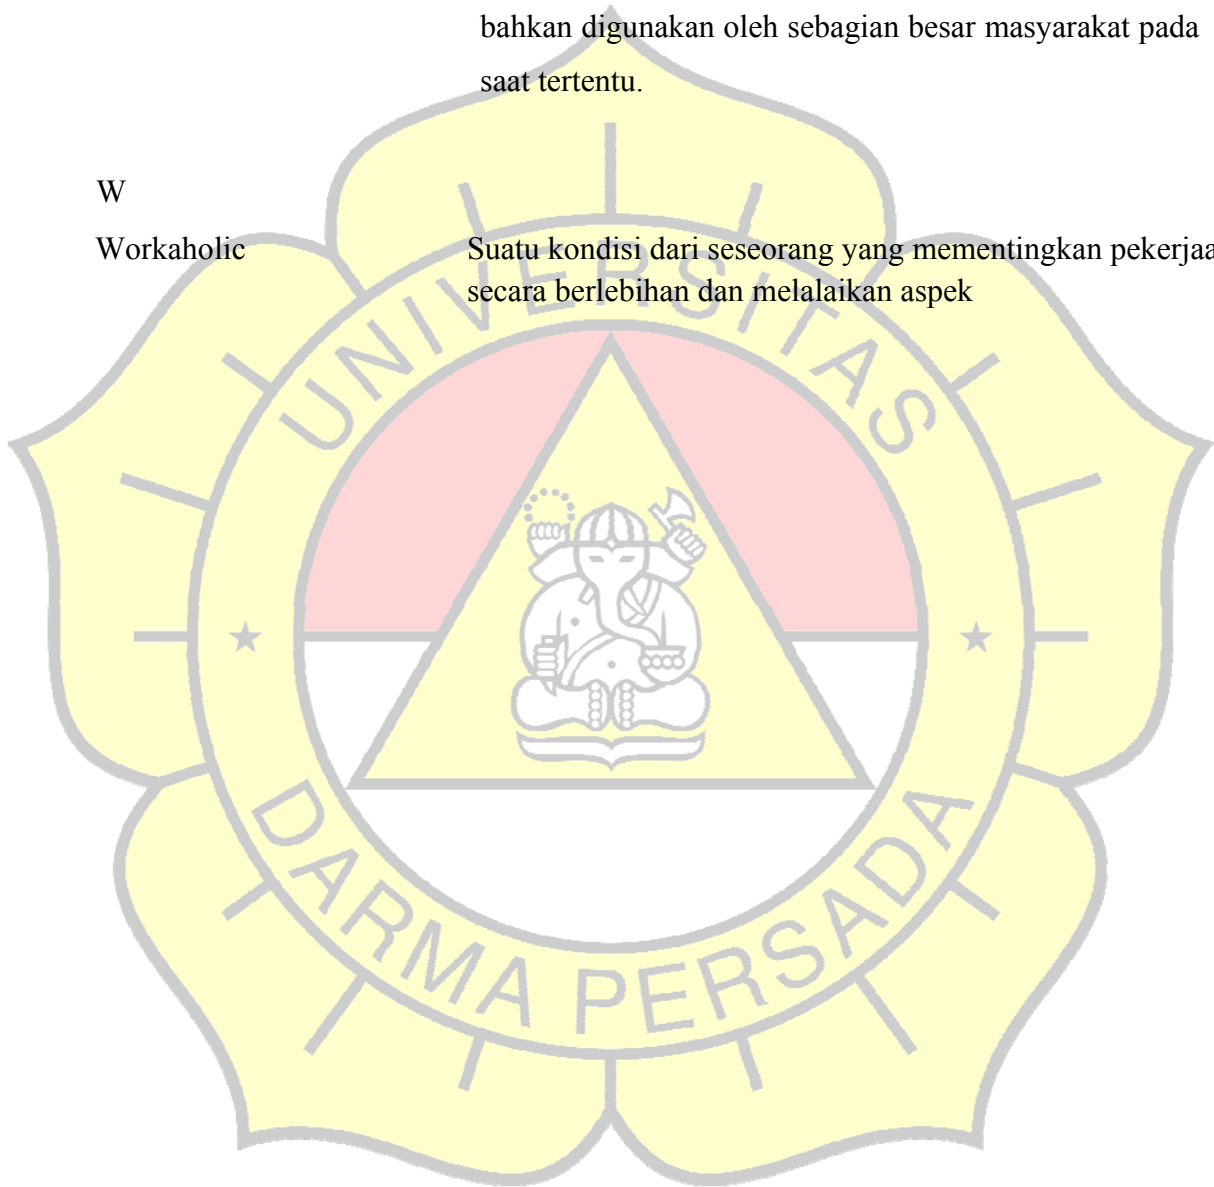 bahkan digunakan oleh sebagian besar masyarakat pada
saat tertentu.
W
Workaholic Suatu kondisi dari seseorang yang mementingkan pekerjaa
secara berlebihan dan melalaikan aspek
UNIVERSITAS
DARMA PERSADA